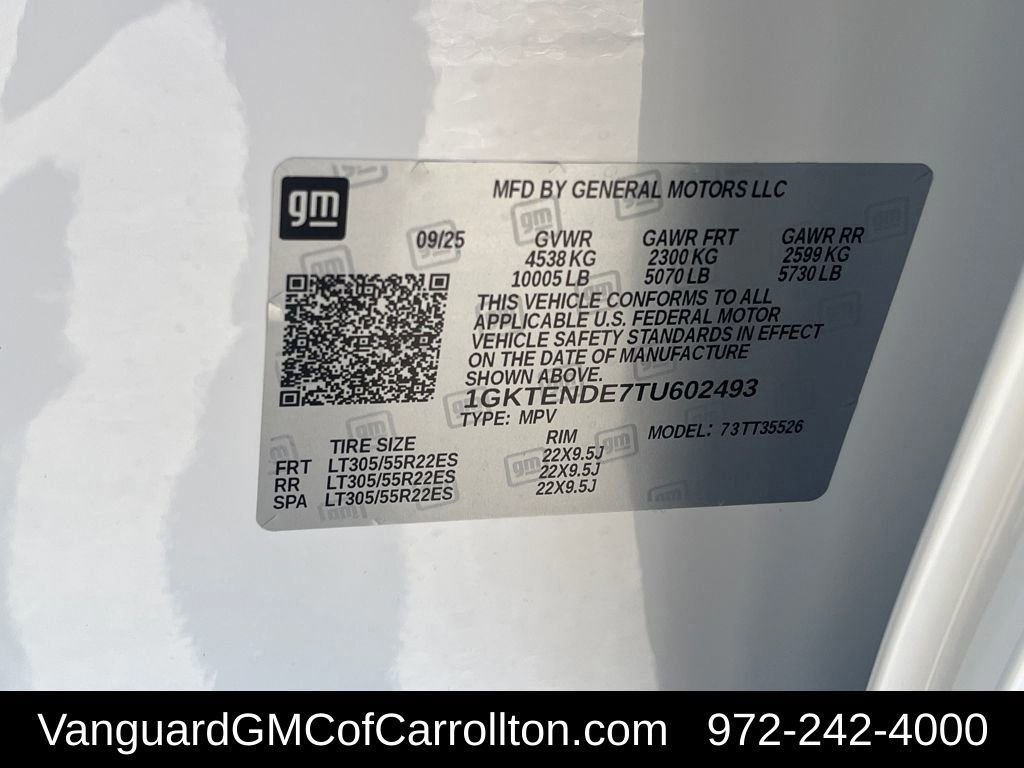 gm
MFD BY GENERAL MOTORS LLC
09/25 GVWR GAWR FRT GAWR RR
4538 KG 2300 KG 2599 KG
10005 LB 5070 LB 5730 LB
THIS VEHICLE CONFORMS TO ALL
APPLICABLE U.S. FEDERAL MOTOR
VEHICLE SAFETY STANDARDS IN EFFECT
ON THE DATE OF MANUFACTURE
SHOWN ABOVE.
1GKTENDE7TU602493
TYPE: MPV MODEL: 73TT35526
TIRE SIZE RIM
FRT LT305/55R22ES 22X9.5J
RR LT305/55R22ES 22X9.5J
SPA LT305/55R22ES 22X9.5J
VanguardGMCofCarrollton.com 972-242-4000